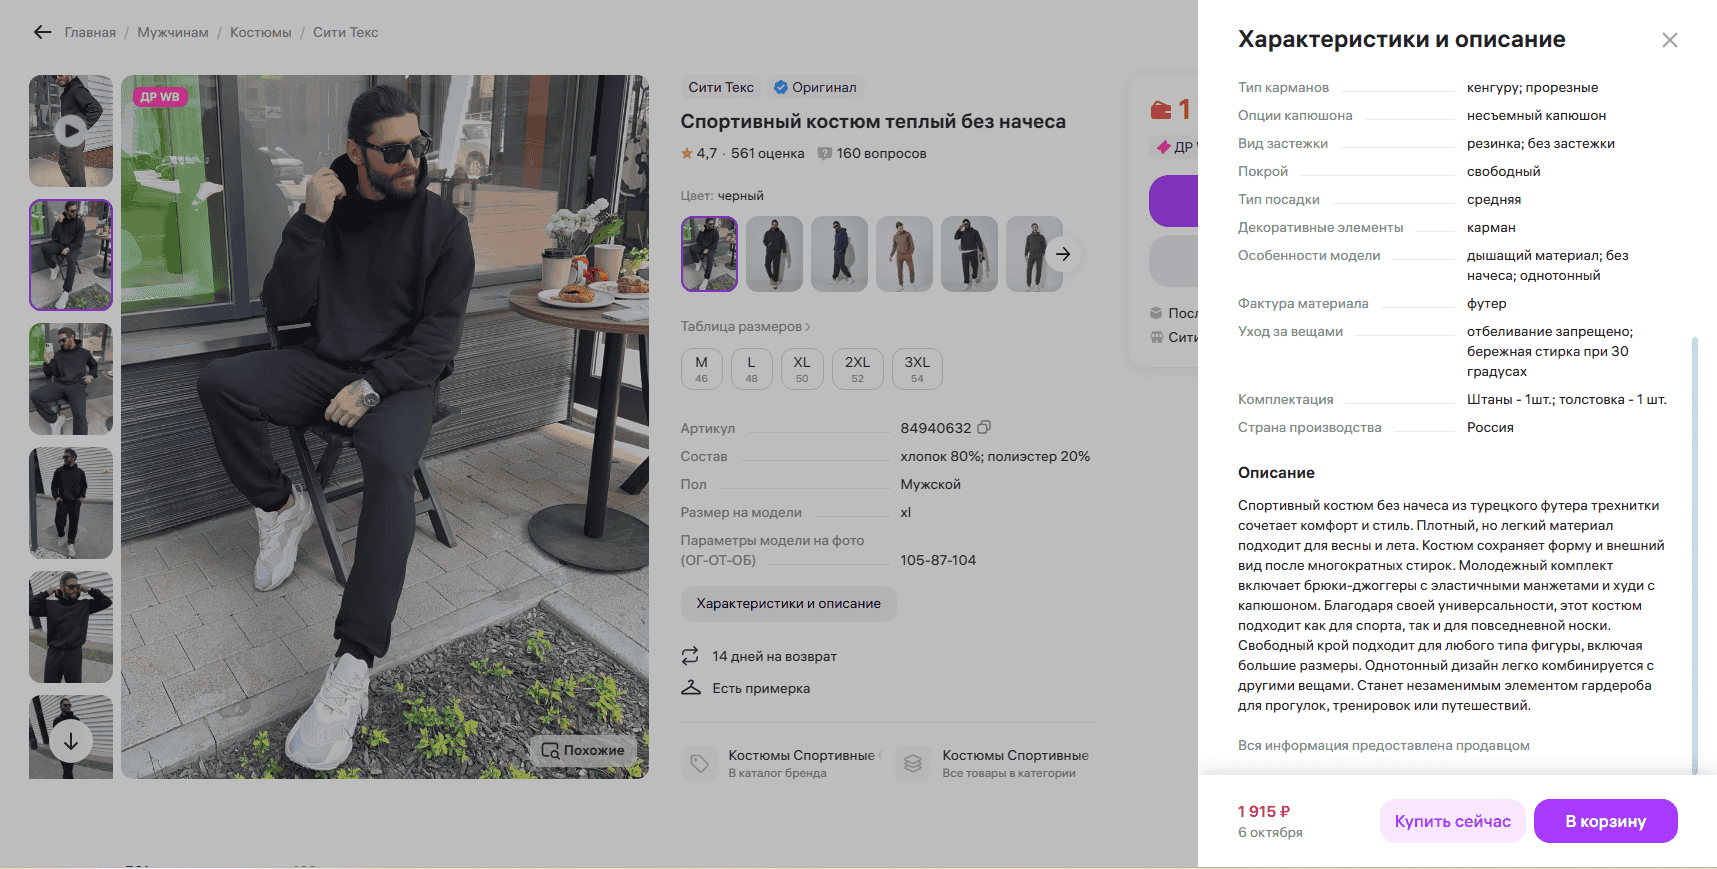 Главная / Мужчинам / Костюмы / Сити Текс
ДР WB
Похожие
Сити Текс
Оригинал
Спортивный костюм теплый без начеса
4,7 · 561 оценка
160 вопросов
Цвет: черный
Таблица размеров
M
46
L
48
XL
50
2XL
52
3XL
54
Артикул 84940632
Состав хлопок 80%; полиэстер 20%
Пол Мужской
Размер на модели xl
Параметры модели на фото
(ОГ-ОТ-ОБ) 105-87-104
Характеристики и описание
14 дней на возврат
Есть примерка
Костюмы Спортивные
В каталог бренда
Костюмы Спортивные
Все товары в категории
1
ДР
Сити
Характеристики и описание
Тип карманов кенгуру; прорезные
Опции капюшона несъемный капюшон
Вид застежки резинка; без застежки
Покрой свободный
Тип посадки средняя
Декоративные элементы карман
Особенности модели дышащий материал; без
начеса; однотонный
Фактура материала футер
Уход за вещами отбеливание запрещено;
бережная стирка при 30
градусах
Комплектация Штаны - 1шт.; толстовка - 1 шт.
Страна производства Россия
Описание
Спортивный костюм без начеса из турецкого футера трехнитки
сочетает комфорт и стиль. Плотный, но легкий материал
подходит для весны и лета. Костюм сохраняет форму и внешний
вид после многократных стирок. Молодежный комплект
включает брюки-джоггеры с эластичными манжетами и худи с
капюшоном. Благодаря своей универсальности, этот костюм
подходит как для спорта, так и для повседневной носки.
Свободный крой подходит для любого типа фигуры, включая
большие размеры. Однотонный дизайн легко комбинируется с
другими вещами. Станет незаменимым элементом гардероба
для прогулок, тренировок или путешествий.
Вся информация предоставлена продавцом
1 915 ₽
6 октября
Купить сейчас
В корзину